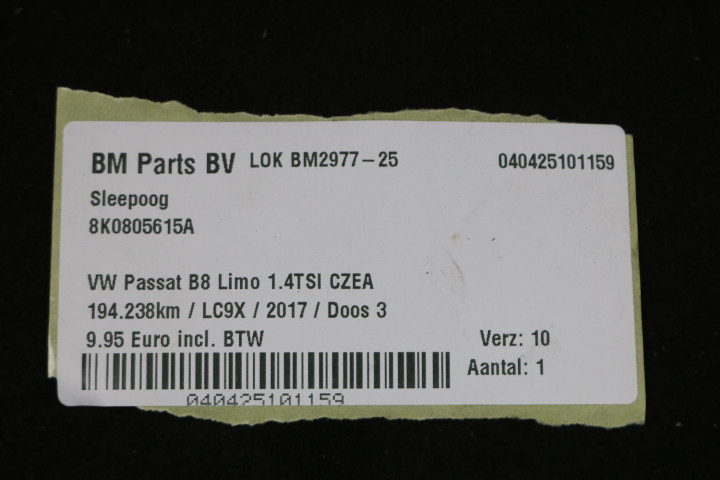 BM Parts BV LOK BM2977-25 040425101159
Sleepoog
8K0805615A
VW Passat B8 Limo 1.4TSI CZEA
194.238km / LC9X / 2017 / Doos 3
9.95 Euro incl. BTW Verz: 10
Aantal: 1
040425101159